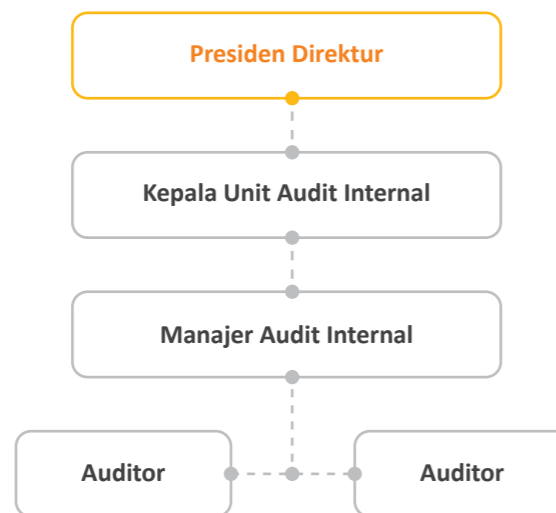 Presiden Direktur
Kepala Unit Audit Internal
Manajer Audit Internal
Auditor
Auditor